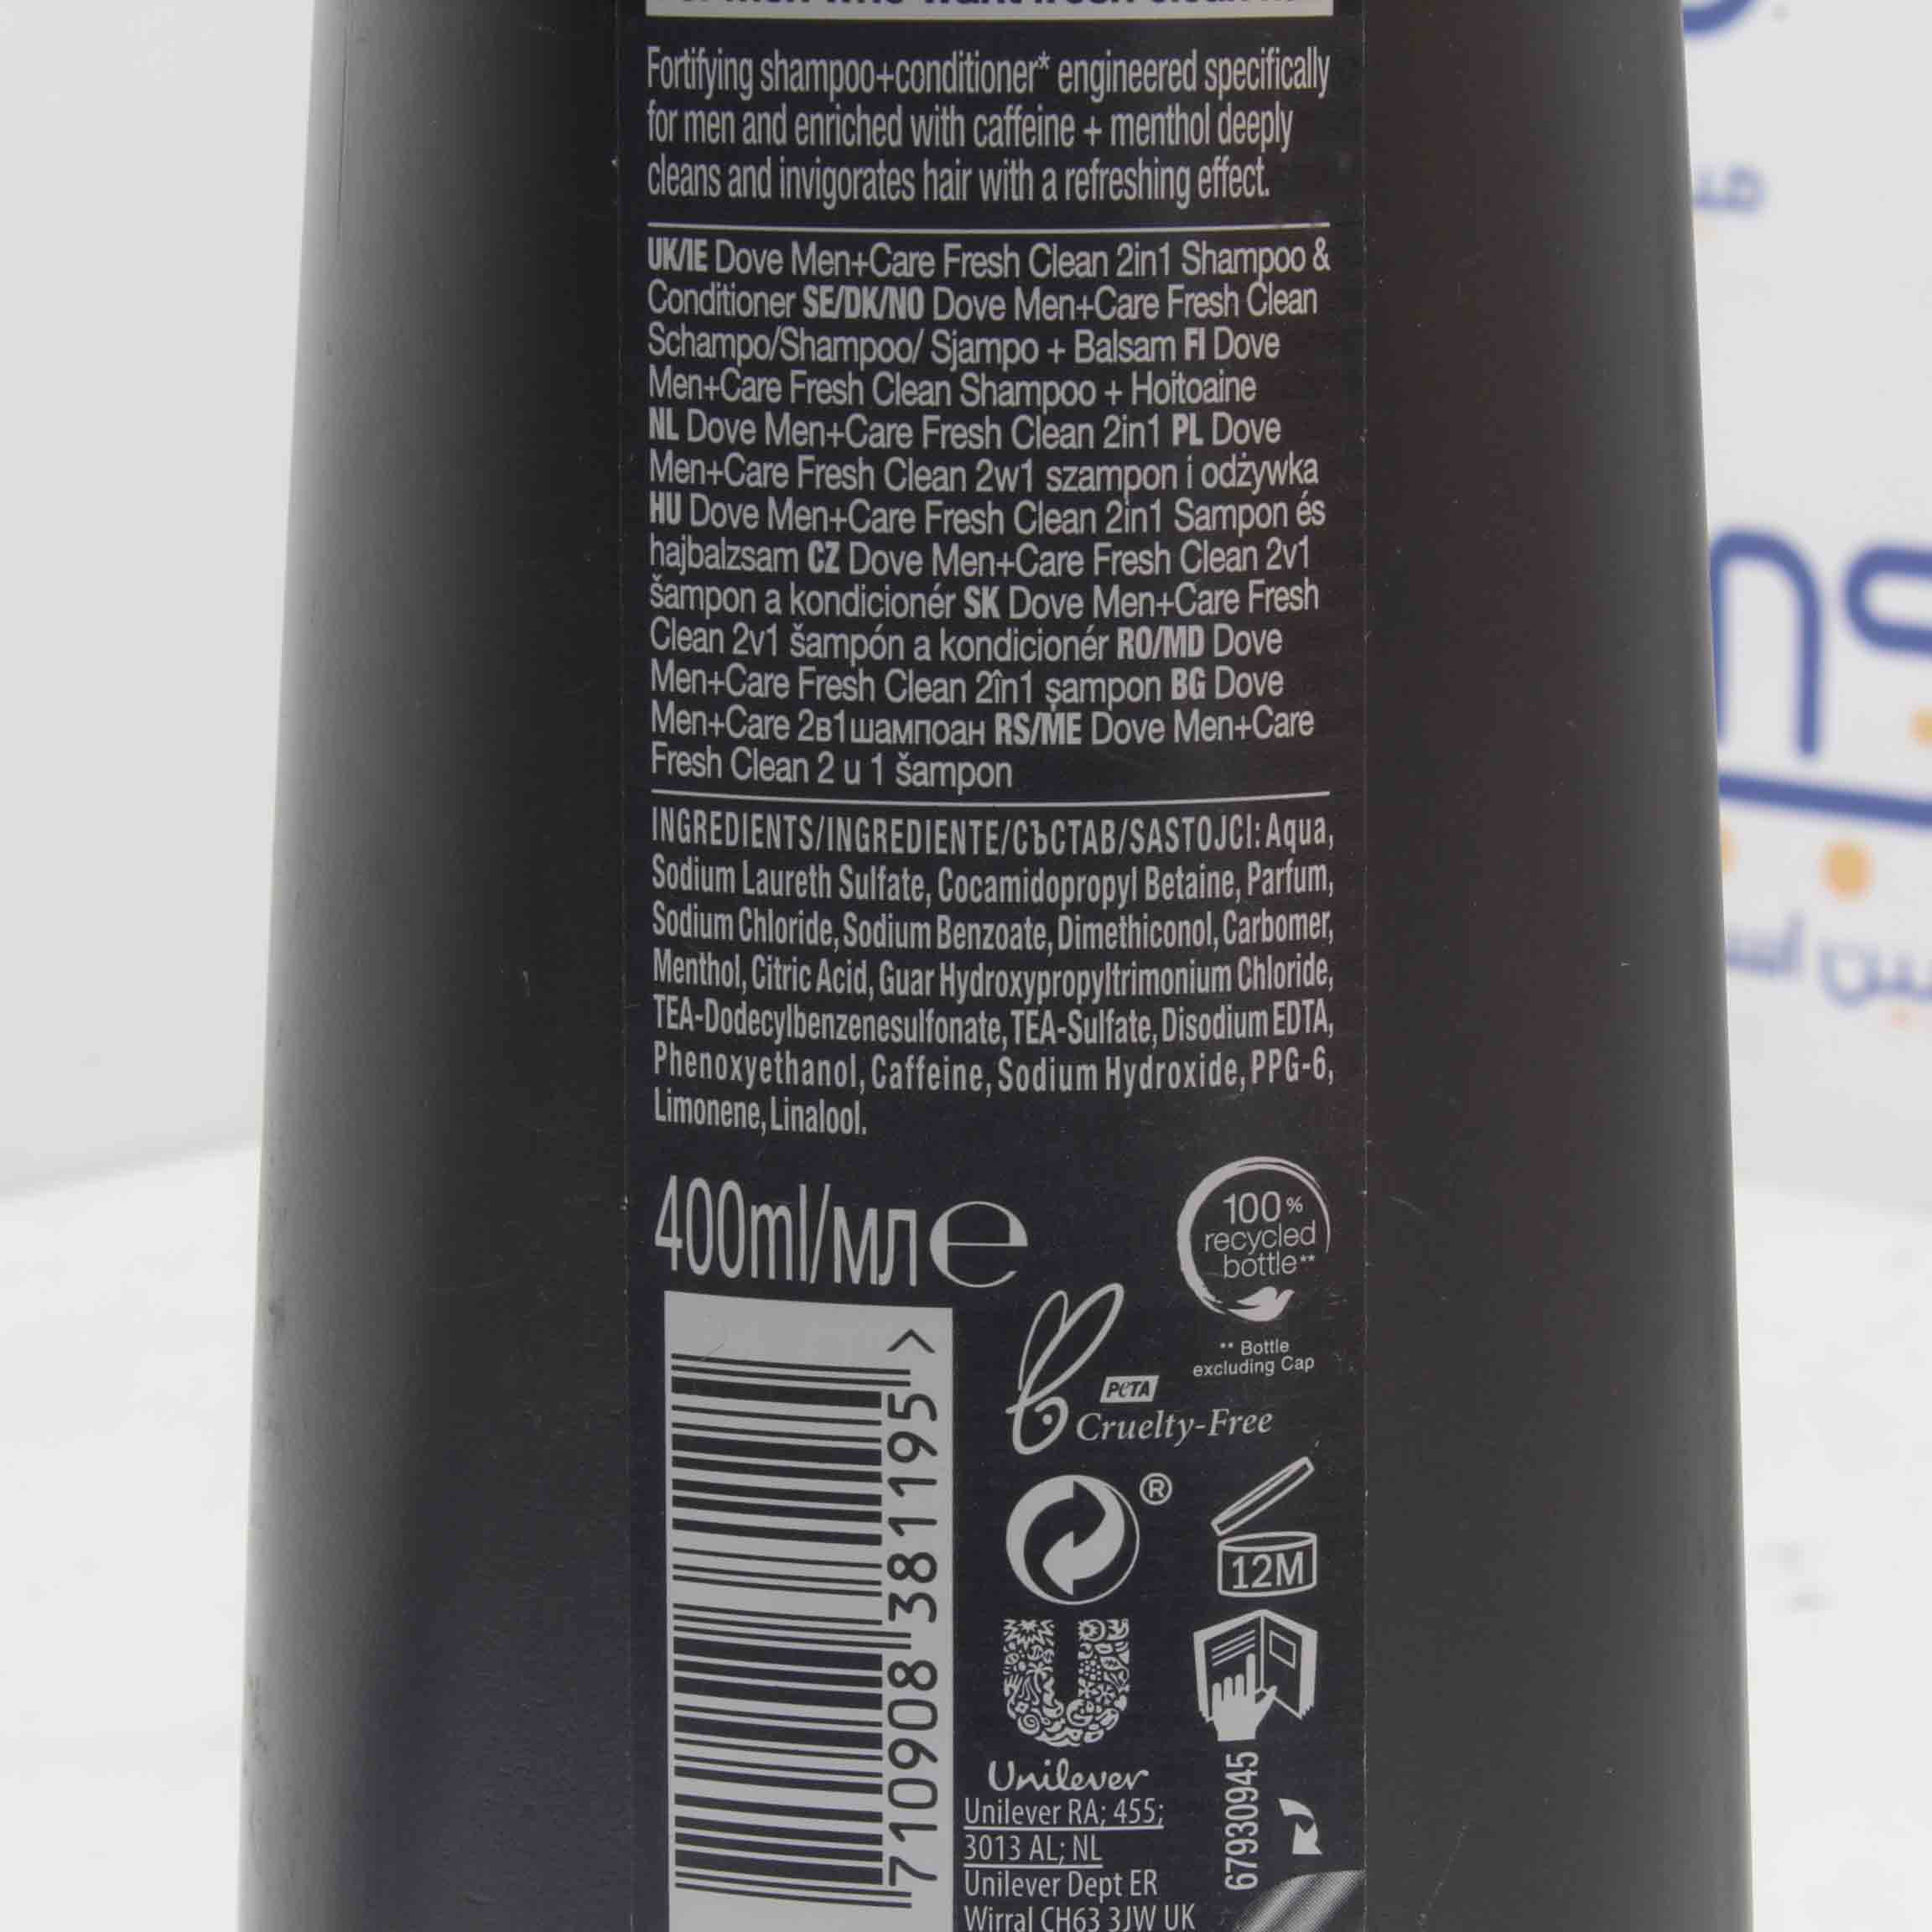 Fortifying shampoo+conditioner* engineered specifically
for men and enriched with caffeine + menthol deeply
cleans and invigorates hair with a refreshing effect.
UK/IE Dove Men+Care Fresh Clean 2in1 Shampoo &
Conditioner SE/DK/NO Dove Men+Care Fresh Clean
Schampo/Shampoo/ Sjampo + Balsam FI Dove
Men+Care Fresh Clean Shampoo + Hoitoaine
NL Dove Men+Care Fresh Clean 2in1 PL Dove
Men+Care Fresh Clean 2w1 szampon i odżywka
HU Dove Men+Care Fresh Clean 2in1 Sampon és
hajbalzsam CZ Dove Men+Care Fresh Clean 2v1
šampon a kondicionér SK Dove Men+Care Fresh
Clean 2v1 šampón a kondicionér RO/MD Dove
Men+Care Fresh Clean 2în1 șampon BG Dove
Men+Care 2в1шампоан RS/ME Dove Men+Care
Fresh Clean 2 u 1 šampon
INGREDIENTS/INGREDIENTE/СЪСТАВ/SASTOJCI: Aqua,
Sodium Laureth Sulfate, Cocamidopropyl Betaine, Parfum,
Sodium Chloride, Sodium Benzoate, Dimethiconol, Carbomer,
Menthol, Citric Acid, Guar Hydroxypropyltrimonium Chloride,
TEA-Dodecylbenzenesulfonate, TEA-Sulfate, Disodium EDTA,
Phenoxyethanol, Caffeine, Sodium Hydroxide, PPG-6,
Limonene, Linalool.
400ml/мл e
100%
recycled
bottle**
** Bottle
excluding Cap
PETA
Cruelty-Free
®
12M
Unilever
Unilever RA; 455;
3013 AL; NL
Unilever Dept ER
Wirral CH63 3JW UK
67930945
710908 381195 >